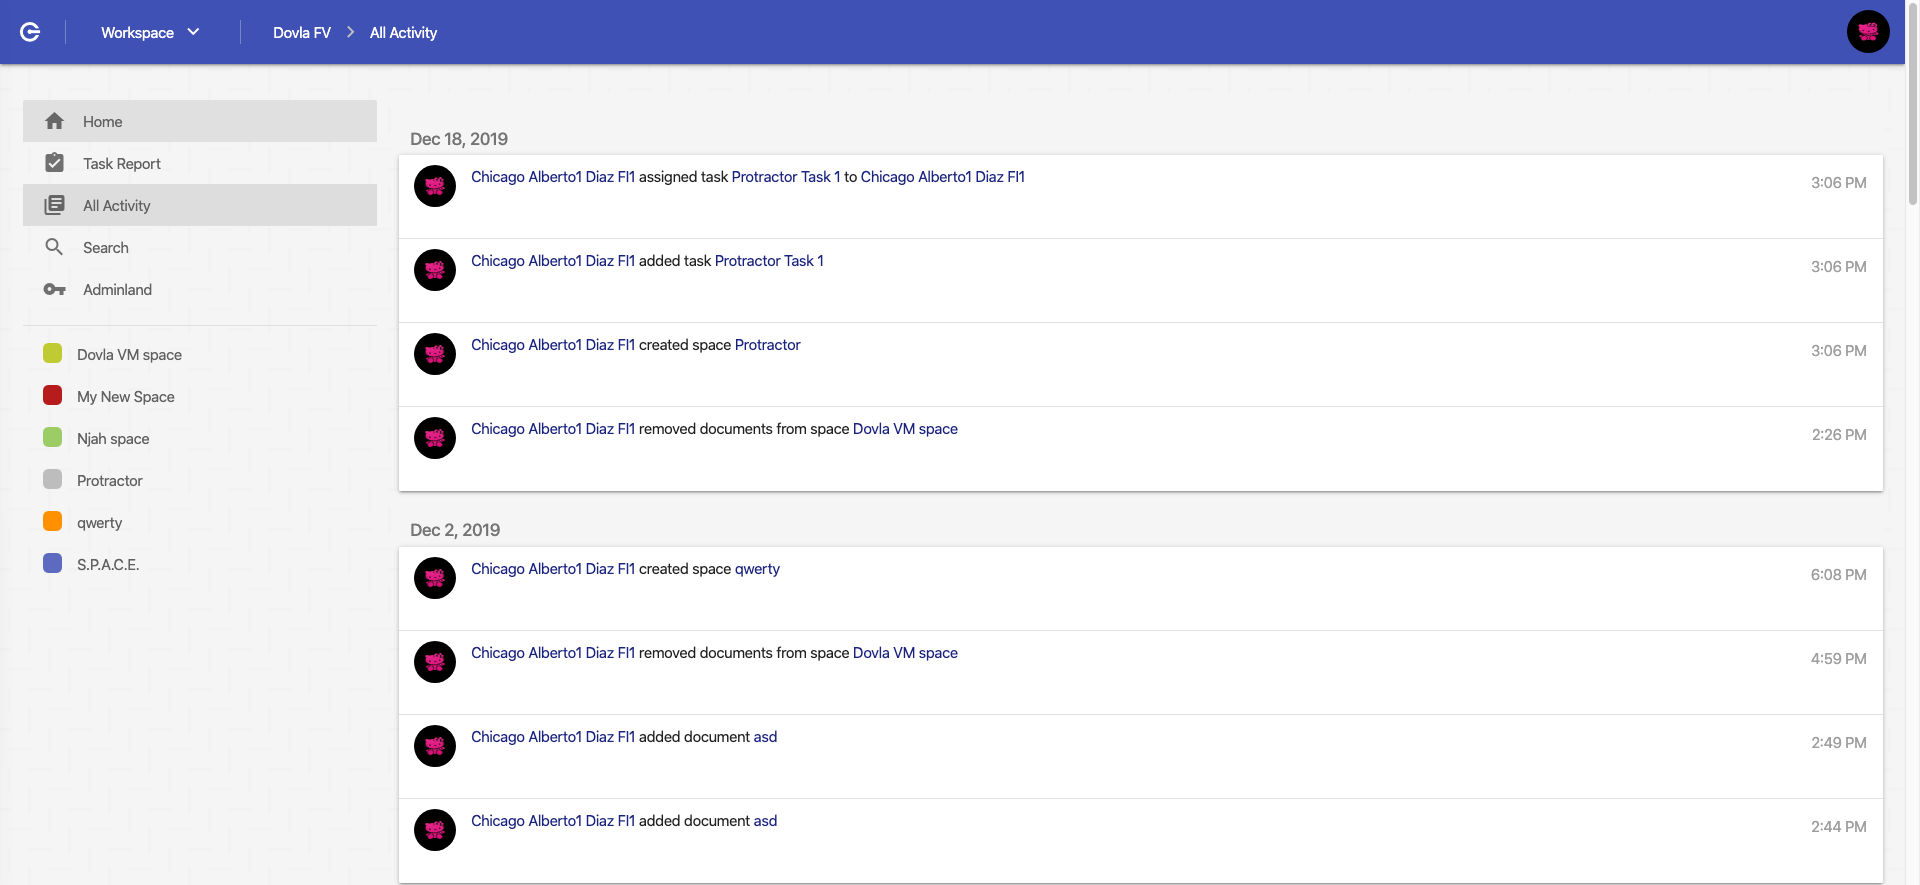 Workspace
Dovla FV
All Activity
Home
Task Report
All Activity
Search
Adminland
Dovla VM space
My New Space
Njah space
Protractor
qwerty
S.P.A.C.E.
Dec 18, 2019
Chicago Alberto1 Diaz Fl1 assigned task Protractor Task 1 to Chicago Alberto1 Diaz Fl1
3:06 PM
Chicago Alberto1 Diaz Fl1 added task Protractor Task 1
3:06 PM
Chicago Alberto1 Diaz Fl1 created space Protractor
3:06 PM
Chicago Alberto1 Diaz Fl1 removed documents from space Dovla VM space
2:26 PM
Dec 2, 2019
Chicago Alberto1 Diaz Fl1 created space qwerty
6:08 PM
Chicago Alberto1 Diaz Fl1 removed documents from space Dovla VM space
4:59 PM
Chicago Alberto1 Diaz Fl1 added document asd
2:49 PM
Chicago Alberto1 Diaz Fl1 added document asd
2:44 PM